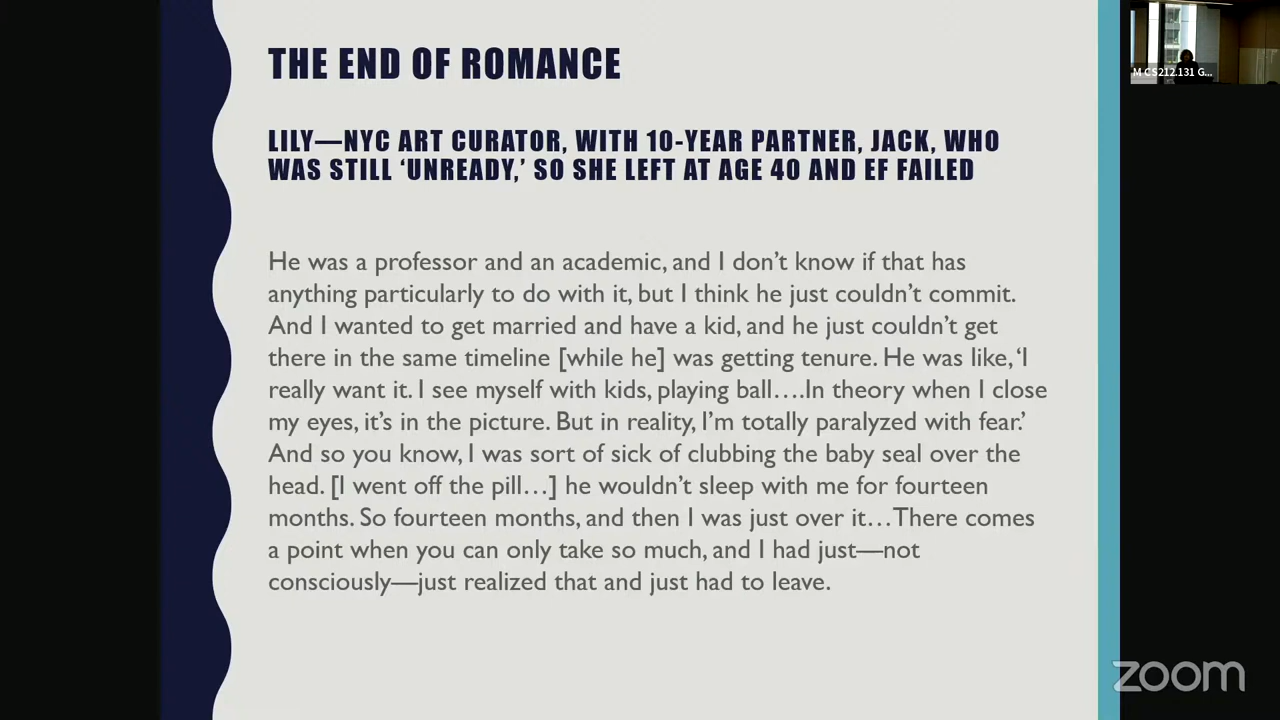 THE END OF ROMANCE
LILY—NYC ART CURATOR, WITH 10-YEAR PARTNER, JACK, WHO
WAS STILL ‘UNREADY,’ SO SHE LEFT AT AGE 40 AND EF FAILED
He was a professor and an academic, and I don’t know if that has
anything particularly to do with it, but I think he just couldn’t commit.
And I wanted to get married and have a kid, and he just couldn’t get
there in the same timeline [while he] was getting tenure. He was like, ‘I
really want it. I see myself with kids, playing ball….In theory when I close
my eyes, it’s in the picture. But in reality, I’m totally paralyzed with fear.’
And so you know, I was sort of sick of clubbing the baby seal over the
head. [I went off the pill…] he wouldn’t sleep with me for fourteen
months. So fourteen months, and then I was just over it…There comes
a point when you can only take so much, and I had just—not
consciously—just realized that and just had to leave.
M CS212.131 G...
zoom